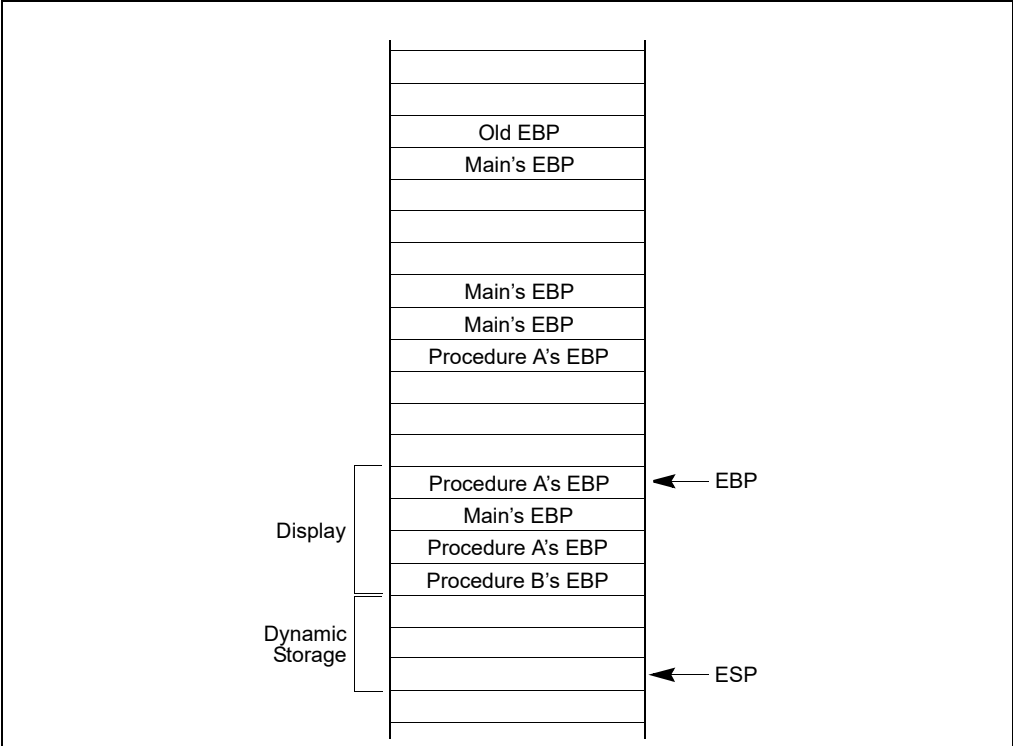 Old EBP
Main’s EBP
Main’s EBP
Main’s EBP
Procedure A’s EBP
Procedure A’s EBP
EBP
Main’s EBP
Display
Procedure A’s EBP
Procedure B’s EBP
Dynamic
Storage
ESP